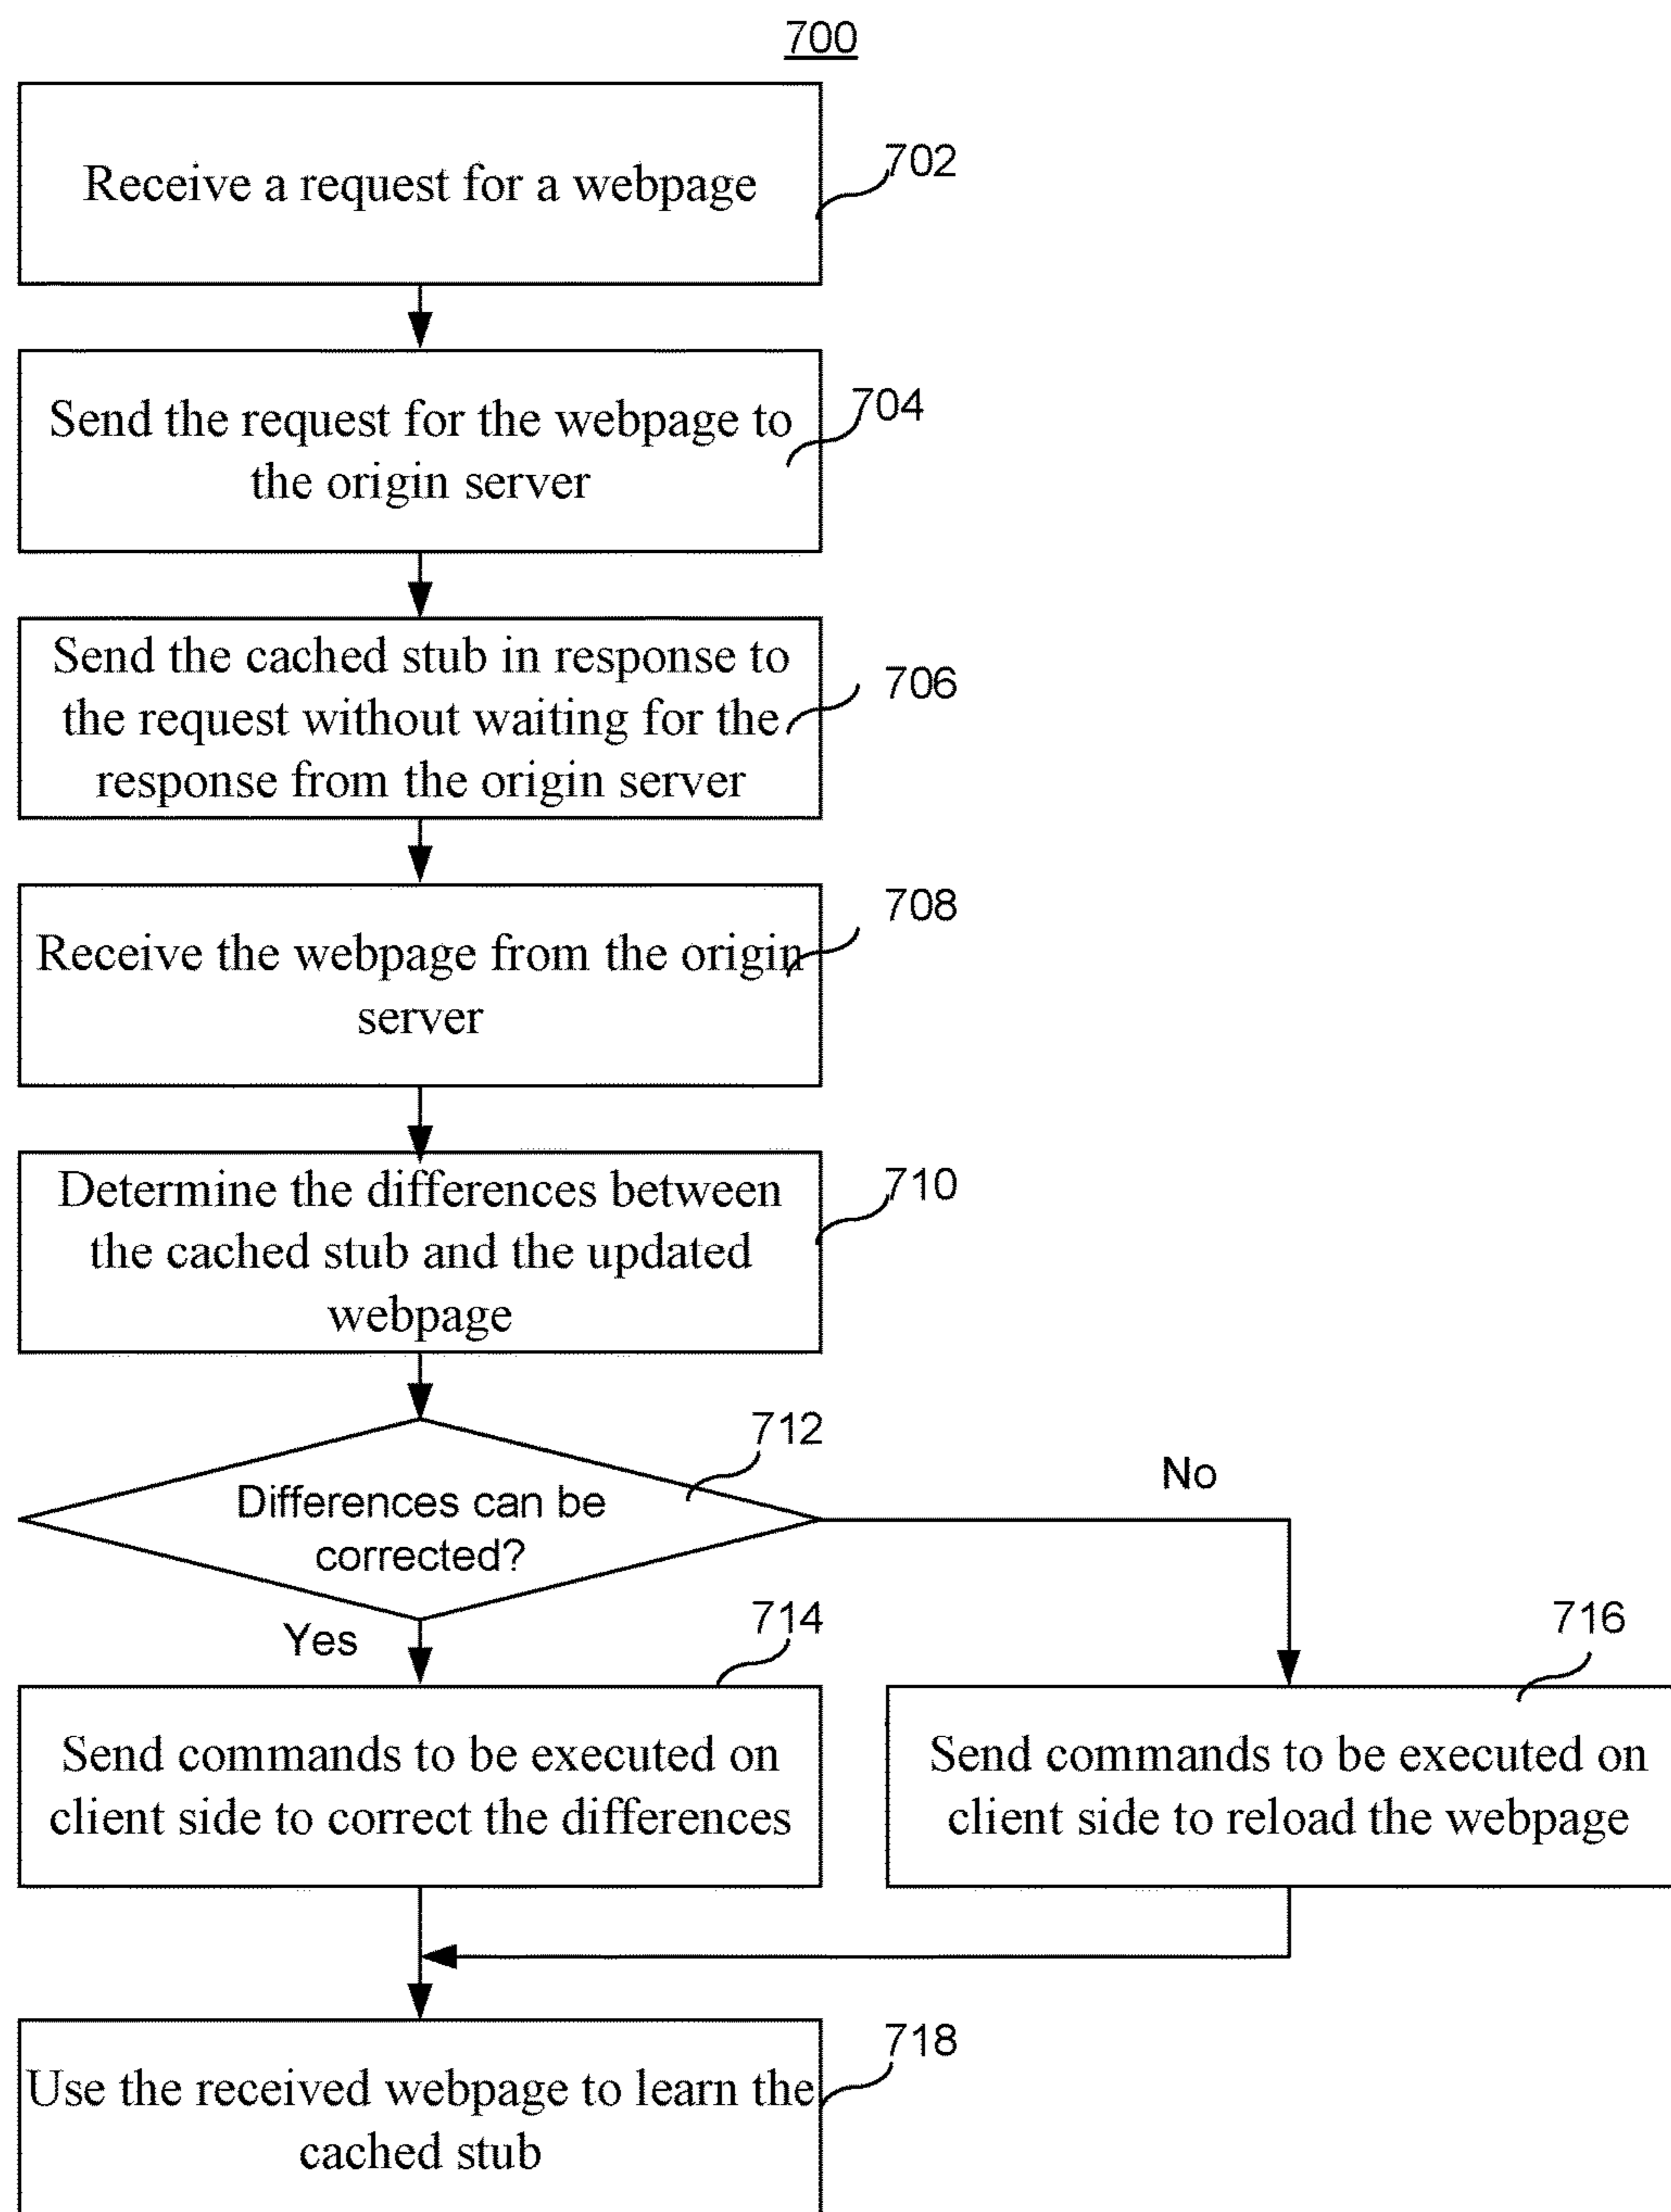 700
Receive a request for a webpage
702
Send the request for the webpage to
the origin server
704
Send the cached stub in response to
the request without waiting for the
response from the origin server
706
Receive the webpage from the origin
server
708
Determine the differences between
the cached stub and the updated
webpage
710
Differences can be
corrected?
712
No
Yes
714
Send commands to be executed on
client side to correct the differences
716
Send commands to be executed on
client side to reload the webpage
Use the received webpage to learn the
cached stub
718